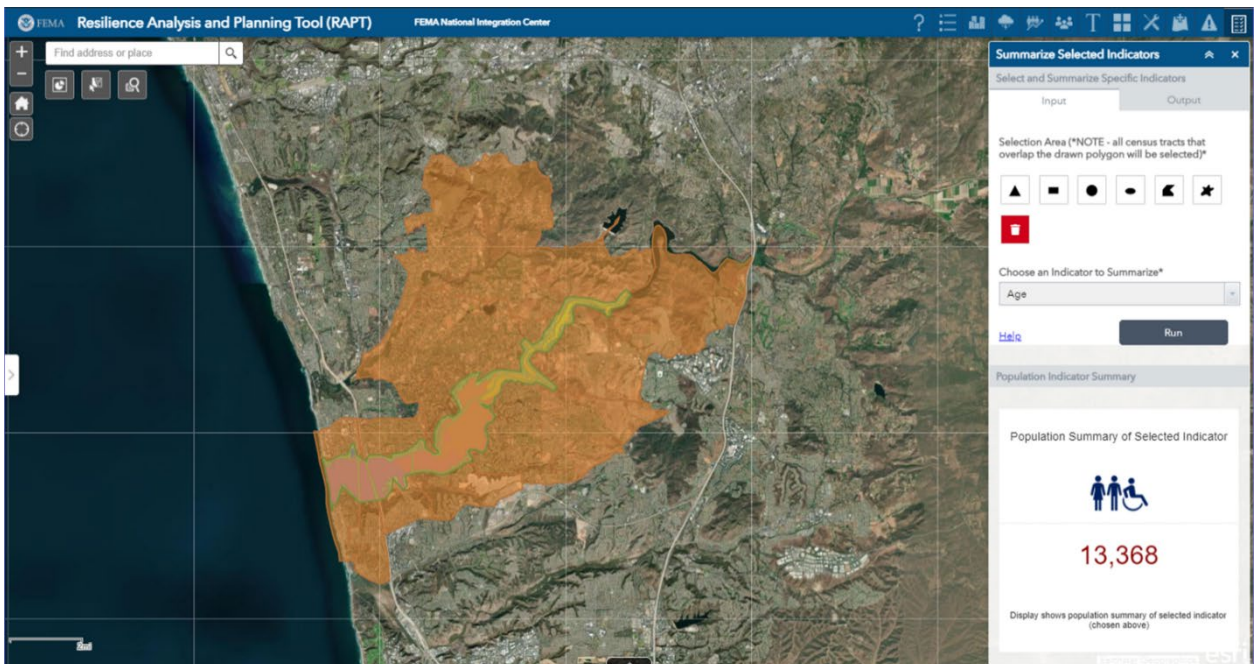 FEMA Resilience Analysis and Planning Tool (RAPT) FEMA National Integration Center
Find address or place
Summarize Selected Indicators
Select and Summarize Specific Indicators
Input Output
Selection Area (*NOTE - all census tracts that
overlap the drawn polygon will be selected)*
Choose an Indicator to Summarize*
Age
Help Run
Population Indicator Summary
Population Summary of Selected Indicator
13,368
Display shows population summary of selected indicator
(chosen above)
2mi
esri